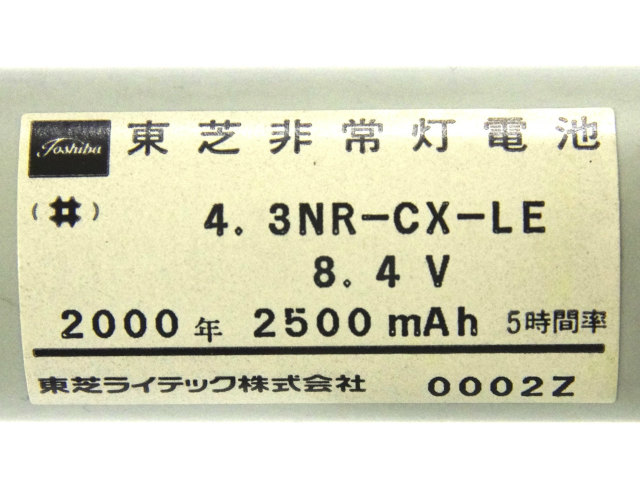 Toshiba 東芝非常灯電池
(#) 4.3NR-CX-LE
8.4V
2000年 2500mAh 5時間率
東芝ライテック株式会社 0002Z